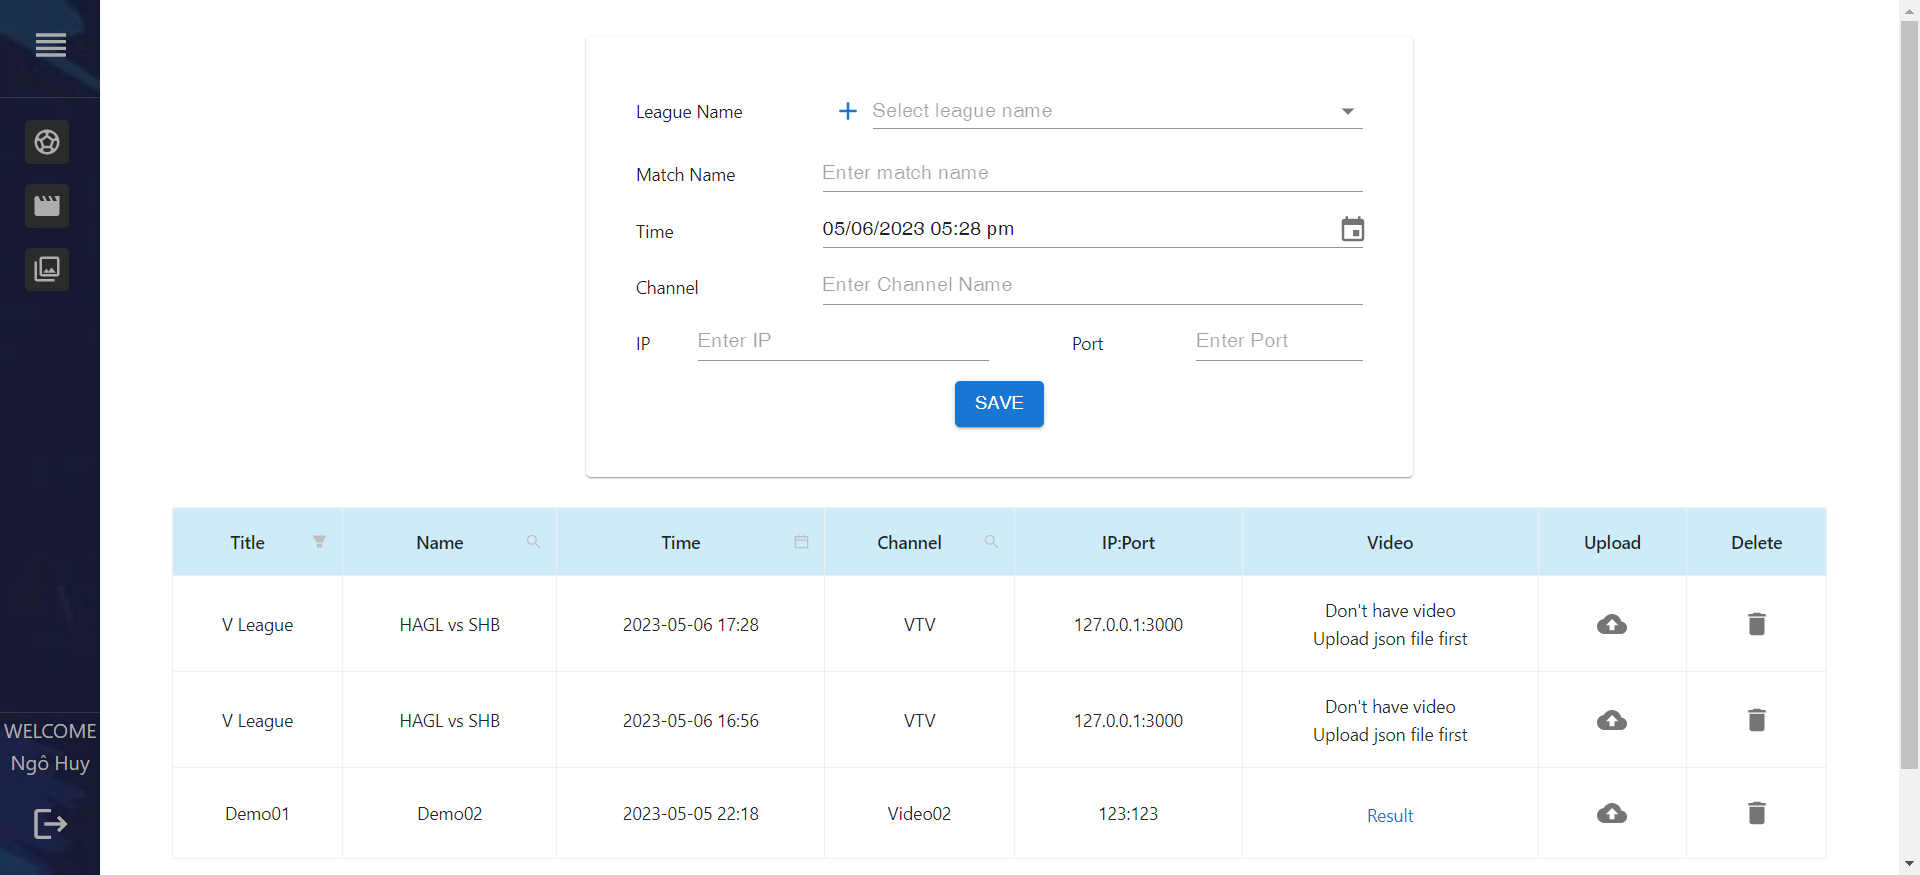 League Name
Select league name
Match Name
Enter match name
Time
05/06/2023 05:28 pm
Channel
Enter Channel Name
IP
Enter IP
Port
Enter Port
SAVE
Title Name Time Channel IP:Port Video Upload Delete
V League HAGL vs SHB 2023-05-06 17:28 VTV 127.0.0.1:3000 Don't have video
Upload json file first
V League HAGL vs SHB 2023-05-06 16:56 VTV 127.0.0.1:3000 Don't have video
Upload json file first
Demo01 Demo02 2023-05-05 22:18 Video02 123:123 Result
WELCOME
Ngô Huy